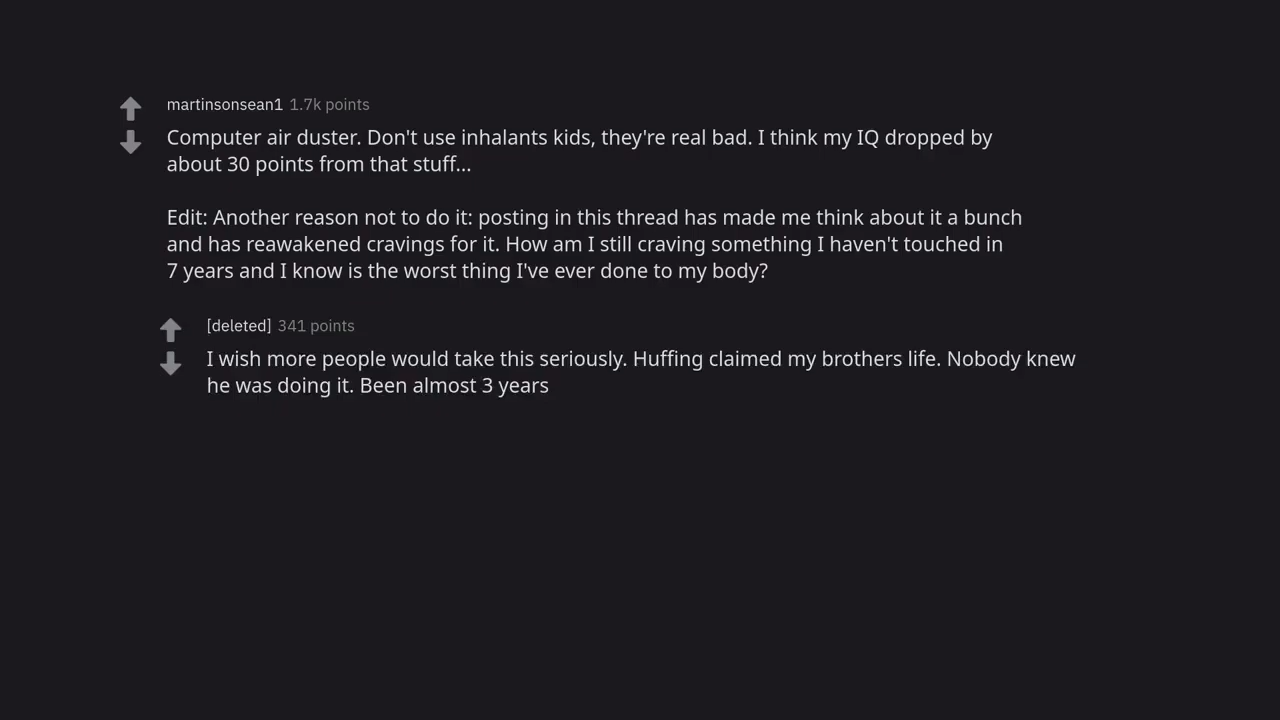 martinsonsean1 1.7k points
Computer air duster. Don't use inhalants kids, they're real bad. I think my IQ dropped by
about 30 points from that stuff...
Edit: Another reason not to do it: posting in this thread has made me think about it a bunch
and has reawakened cravings for it. How am I still craving something I haven't touched in
7 years and I know is the worst thing I've ever done to my body?
[deleted] 341 points
I wish more people would take this seriously. Huffing claimed my brothers life. Nobody knew
he was doing it. Been almost 3 years